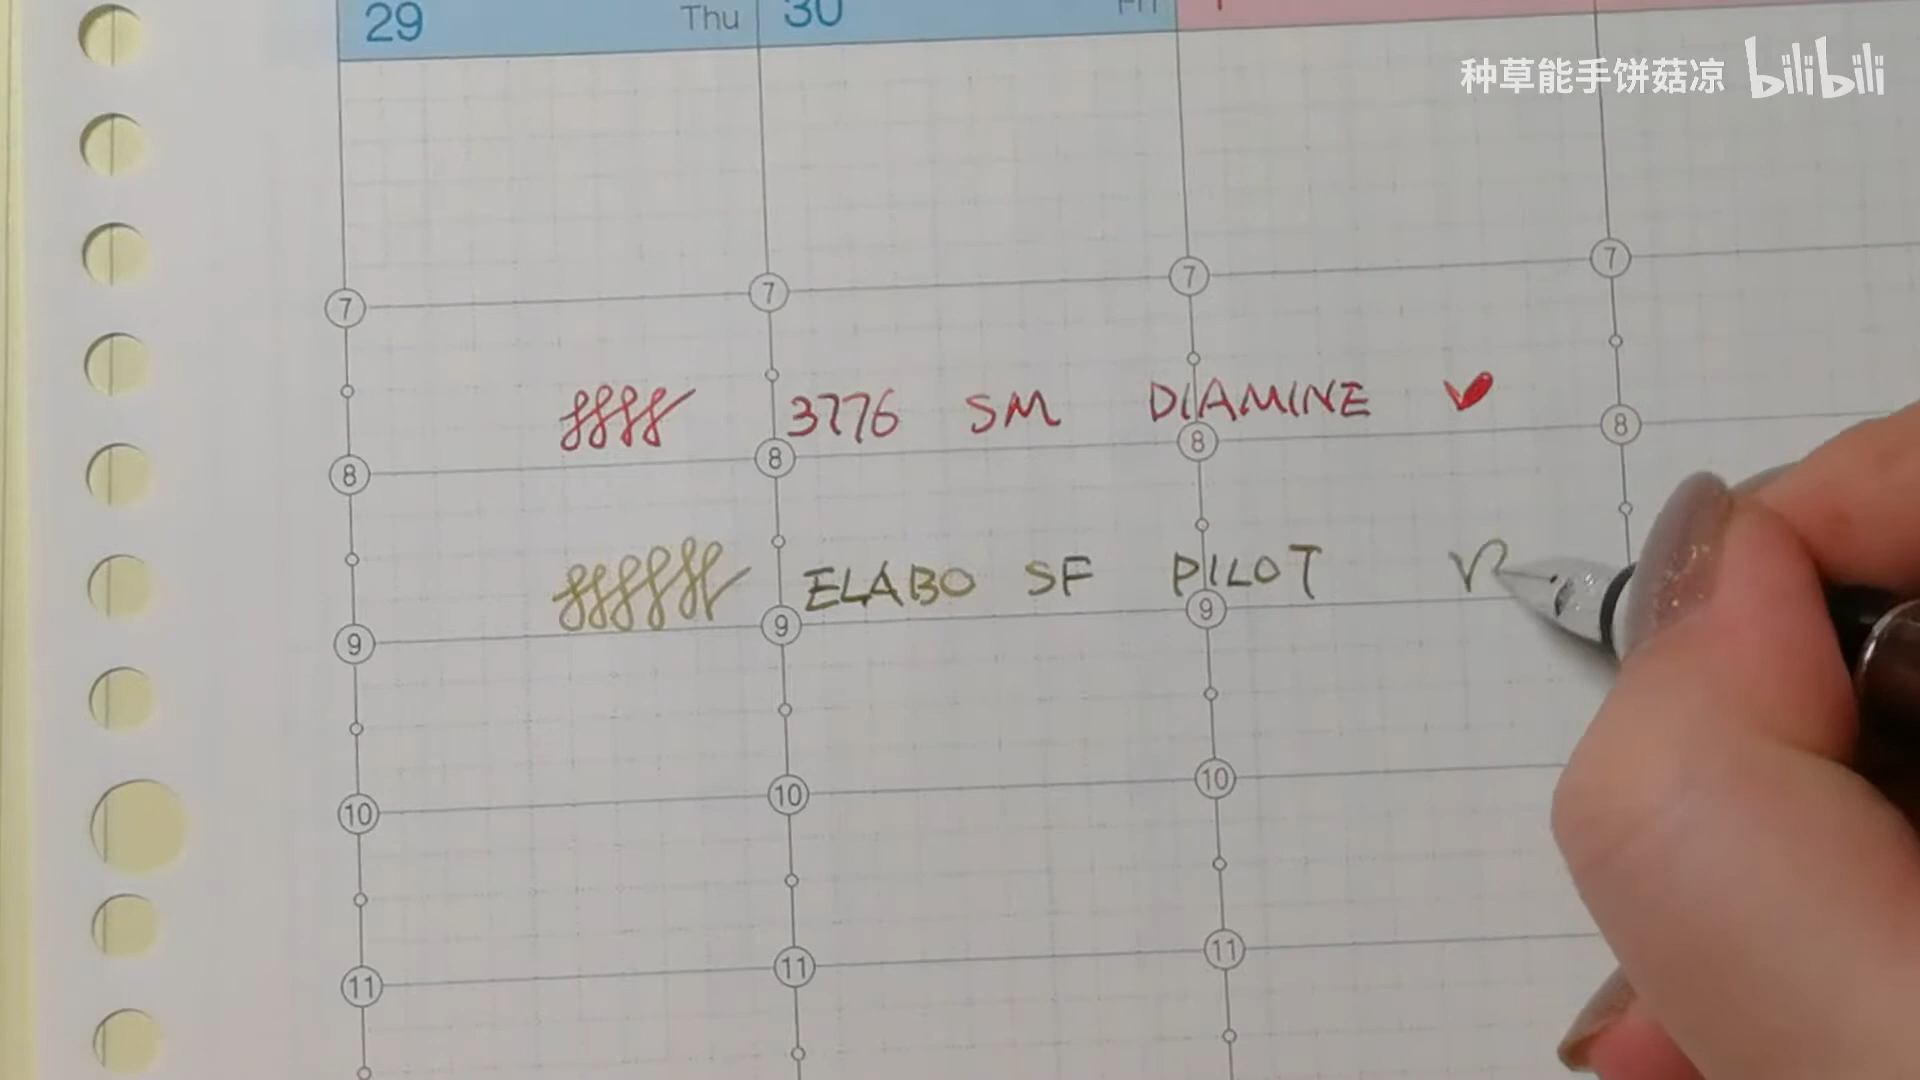 29 Thu 30 Fri
种草能手饼菇凉 bilibili
7 7 7 7
3776 SM DIAMINE
8 8 8 8
ELABO SF PILOT
9 9 9
10 10 10
11 11 11